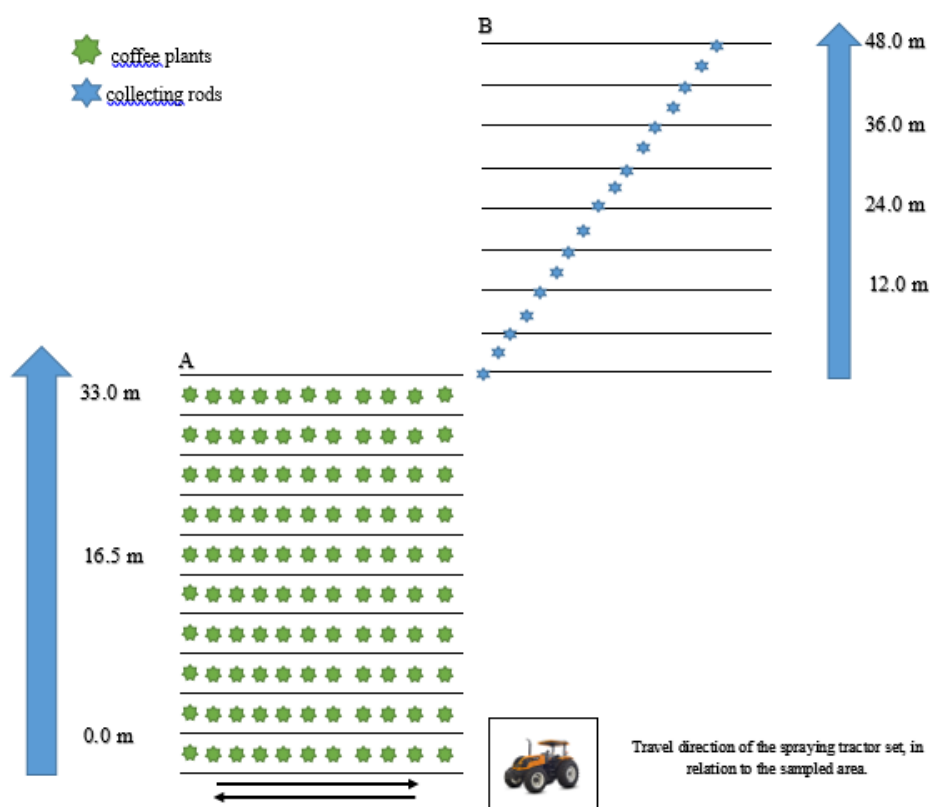 coffee plants
collecting rods
B
48.0 m
36.0 m
24.0 m
12.0 m
A
33.0 m
16.5 m
0.0 m
Travel direction of the spraying tractor set, in
relation to the sampled area.